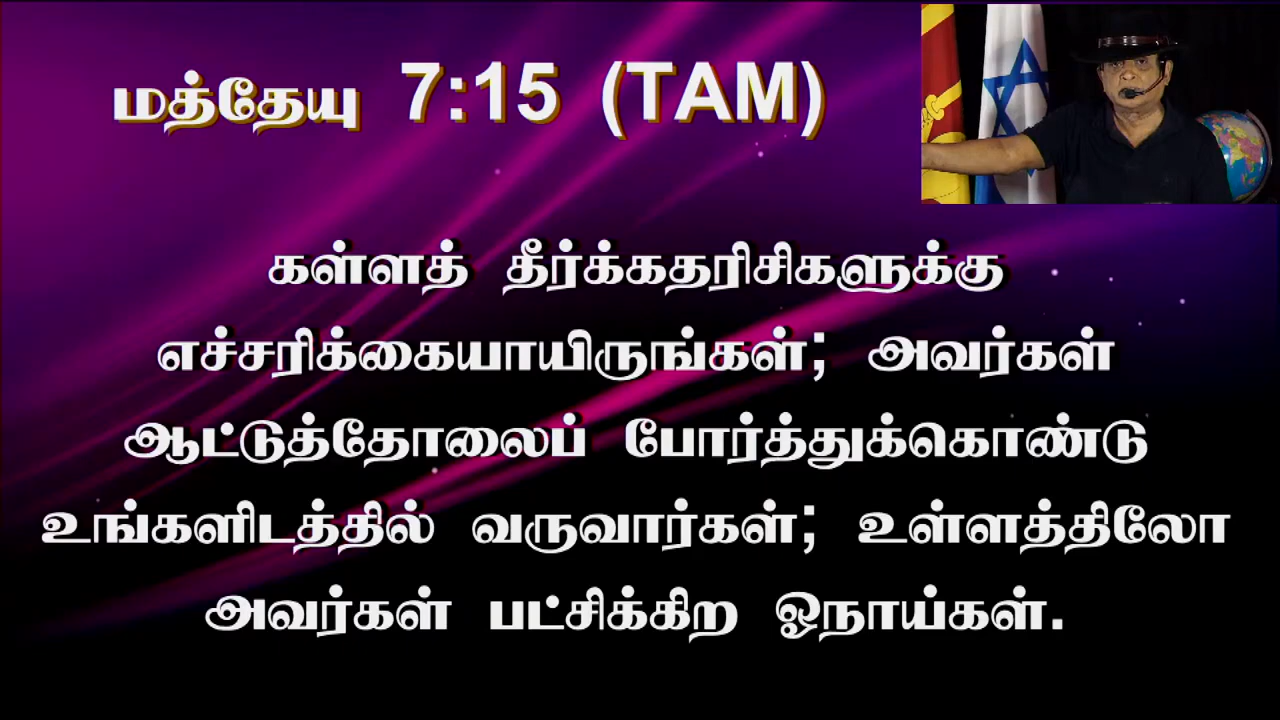 மத்தேயு 7:15 (TAM)
கள்ளத் தீர்க்கதரிசிகளுக்கு
எச்சரிக்கையாயிருங்கள்; அவர்கள்
ஆட்டுத்தோலைப் போர்த்துக்கொண்டு
உங்களிடத்தில் வருவார்கள்; உள்ளத்திலோ
அவர்கள் பட்சிக்கிற ஓநாய்கள்.